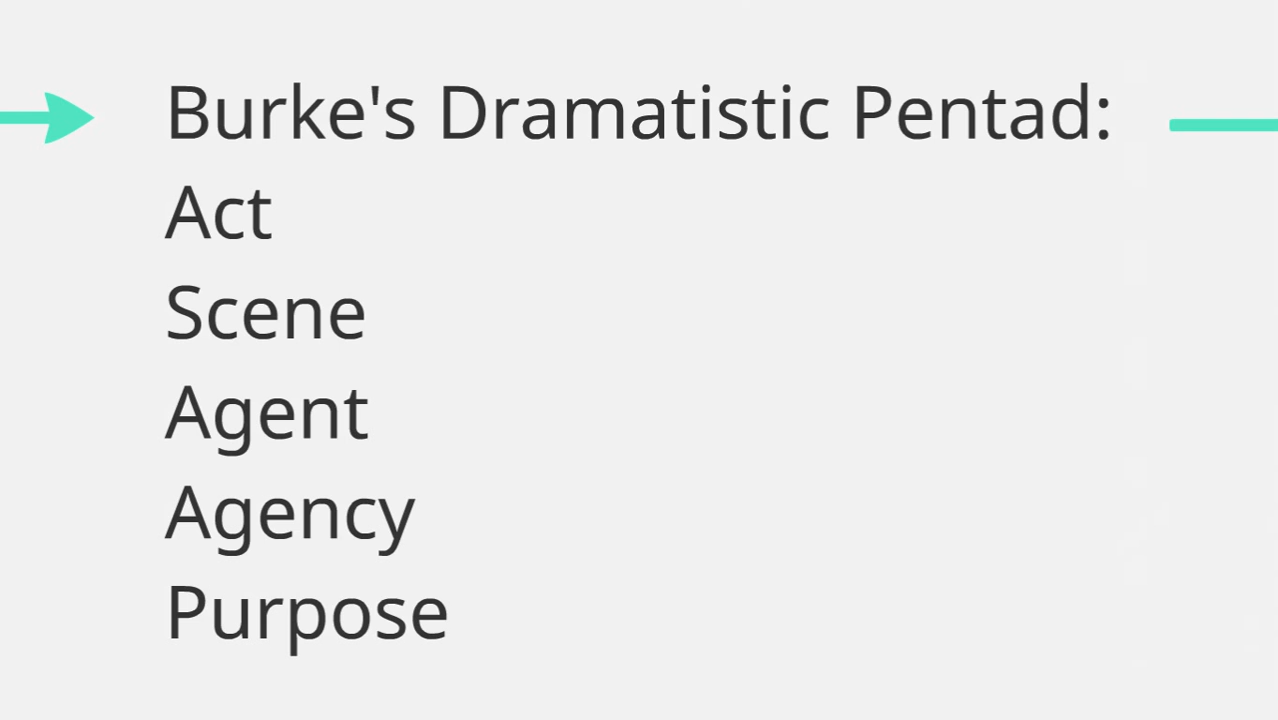 Burke's Dramatistic Pentad:
Act
Scene
Agent
Agency
Purpose